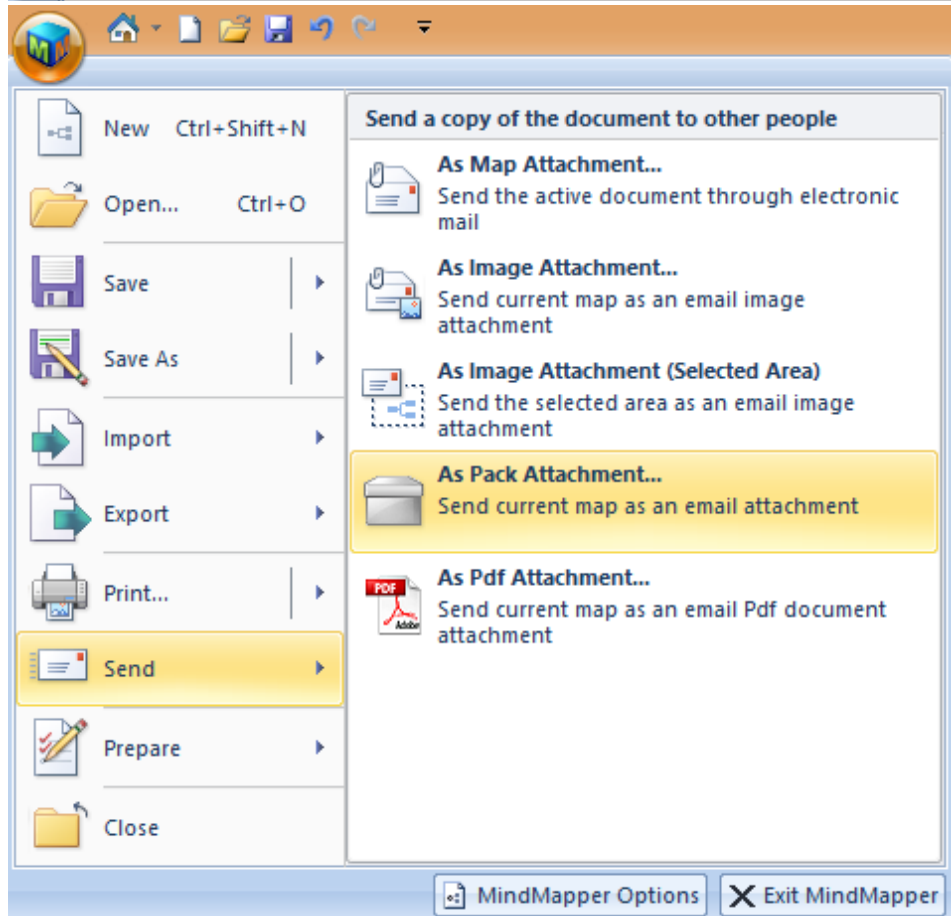 New Ctrl+Shift+N
Open... Ctrl+O
Save
Save As
Import
Export
Print...
Send
Prepare
Close
Send a copy of the document to other people
As Map Attachment...
Send the active document through electronic
mail
As Image Attachment...
Send current map as an email image
attachment
As Image Attachment (Selected Area)
Send the selected area as an email image
attachment
As Pack Attachment...
Send current map as an email attachment
PDF
Adobe
As Pdf Attachment...
Send current map as an email Pdf document
attachment
MindMapper Options
Exit MindMapper